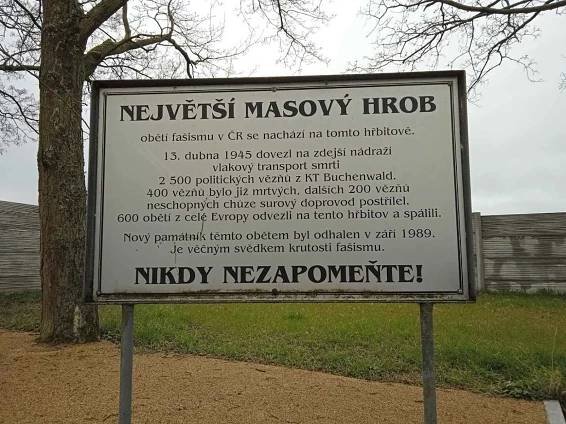 NEJVĚTŠÍ MASOVÝ HROB
obětí fašismu v ČR se nachází na tomto hřbitově.
13. dubna 1945 dovezl na zdejší nádraží
vlakový transport smrti
2 500 politických vězňů z KT Buchenwald.
400 vězňů bylo již mrtvých, dalších 200 vězňů
neschopných chůze surový doprovod postřílel.
600 obětí z celé Evropy odvezli na tento hřbitov a spálili.
Nový památník těmto obětem byl odhalen v září 1989.
Je věčným svědkem krutosti fašismu.
NIKDY NEZAPOMEŇTE!